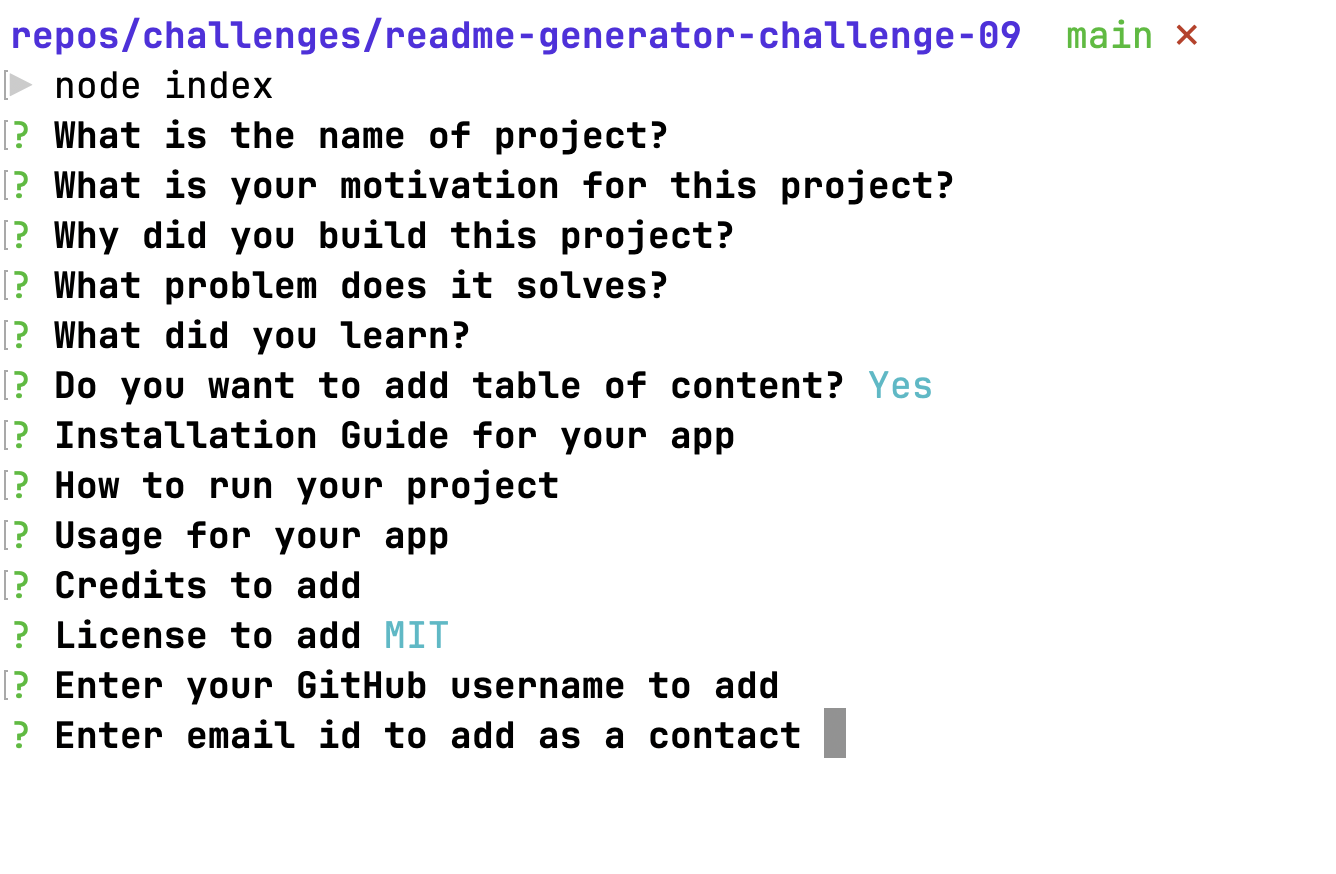 repos/challenges/readme-generator-challenge-09 main ×
▶ node index
? What is the name of project?
? What is your motivation for this project?
? Why did you build this project?
? What problem does it solves?
? What did you learn?
? Do you want to add table of content? Yes
? Installation Guide for your app
? How to run your project
? Usage for your app
? Credits to add
? License to add MIT
? Enter your GitHub username to add
? Enter email id to add as a contact